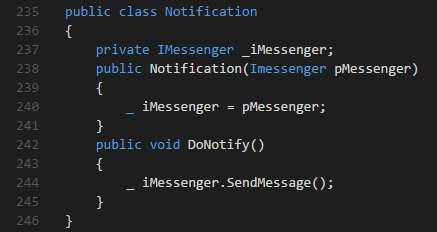 235 public class Notification
236 {
237 private IMessenger _iMessenger;
238 public Notification(Imessenger pMessenger)
239 {
240 _ iMessenger = pMessenger;
241 }
242 public void DoNotify()
243 {
244 _ iMessenger.SendMessage();
245 }
246 }